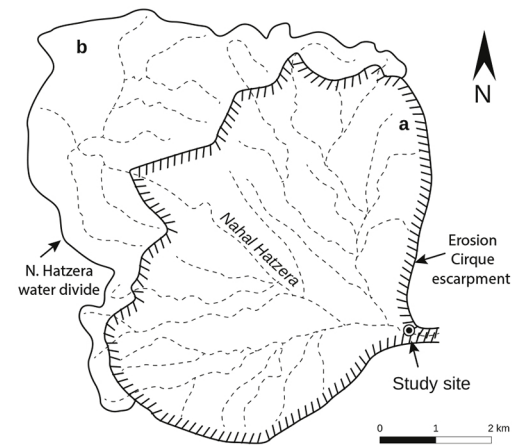 b
N
a
Nahal Hatzera
Erosion
Cirque
escarpment
N. Hatzera
water divide
Study site
0 1 2 km